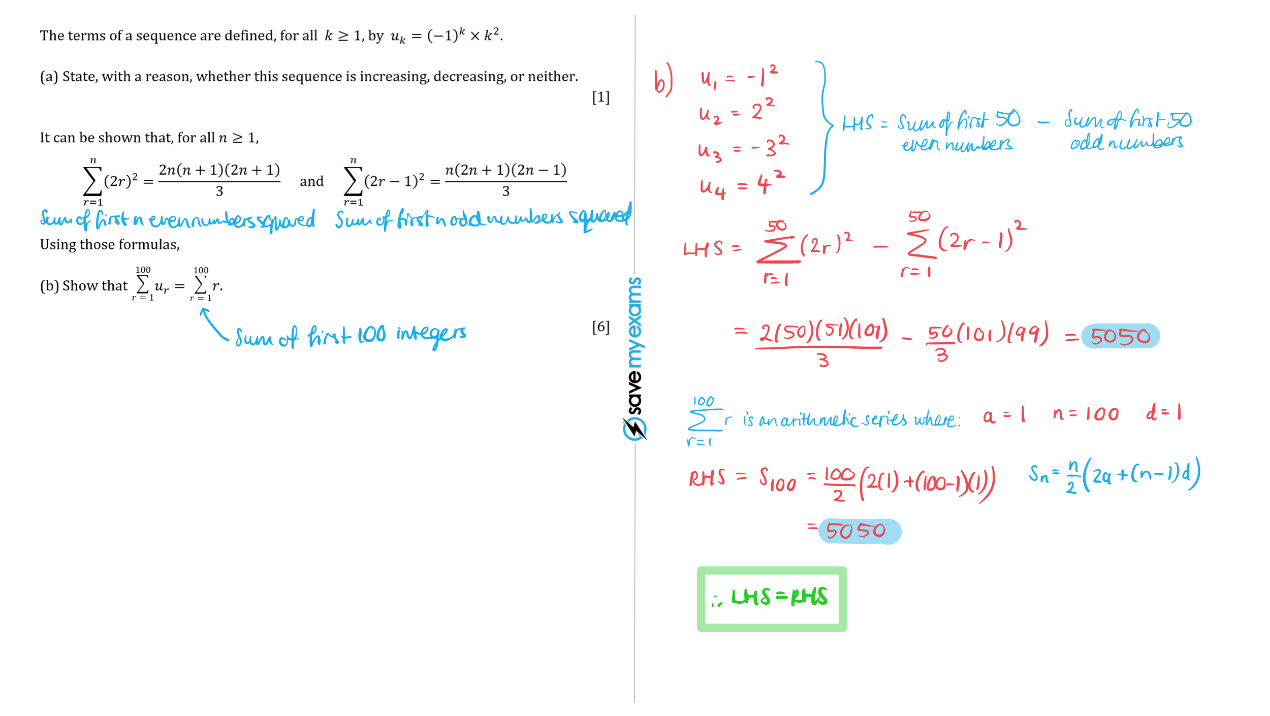 The terms of a sequence are defined, for all k ≥ 1, by u_k = (−1)^k × k².
(a) State, with a reason, whether this sequence is increasing, decreasing, or neither.
[1]
It can be shown that, for all n ≥ 1,
∑_{r=1}^{n} (2r)² = 2n(n + 1)(2n + 1)/3 and ∑_{r=1}^{n} (2r − 1)² = n(2n + 1)(2n − 1)/3
Sum of first n even numbers squared Sum of first n odd numbers squared
Using those formulas,
(b) Show that ∑_{r=1}^{100} u_r = ∑_{r=1}^{100} r.
Sum of first 100 integers
[6]
save my exams
b) u₁ = -1²
u₂ = 2²
u₃ = -3²
u₄ = 4²
LHS = Sum of first 50 − Sum of first 50
even numbers odd numbers
LHS = ∑_{r=1}^{50} (2r)² − ∑_{r=1}^{50} (2r − 1)²
= 2(50)(51)(101)/3 − 50/3 (101)(99) = 5050
∑_{r=1}^{100} r is an arithmetic series where: a = 1 n = 100 d = 1
RHS = S₁₀₀ = 100/2 (2(1) + (100-1)(1)) Sn = n/2 (2a + (n−1)d)
= 5050
∴ LHS = RHS